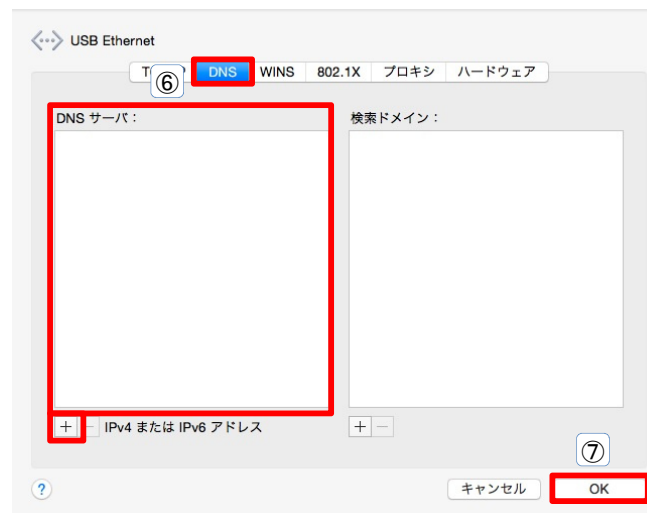 USB Ethernet
⑥
DNS WINS 802.1X プロキシ ハードウェア
DNS サーバ：
検索ドメイン：
+ − IPv4 または IPv6 アドレス
+ −
⑦
? キャンセル OK